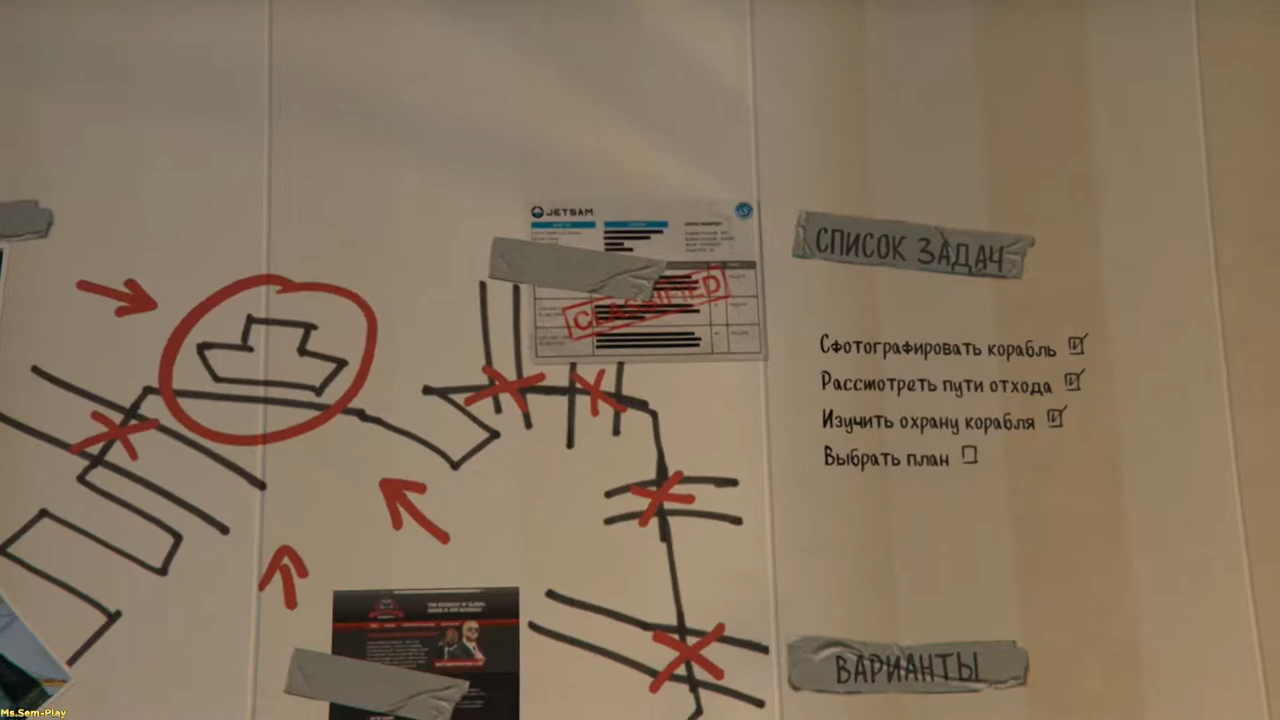 JETSAM
CLASSIFIED
СПИСОК ЗАДАЧ
Сфотографировать корабль
Рассмотреть пути отхода
Изучить охрану корабля
Выбрать план
ВАРИАНТЫ
Ms.Sem-Play